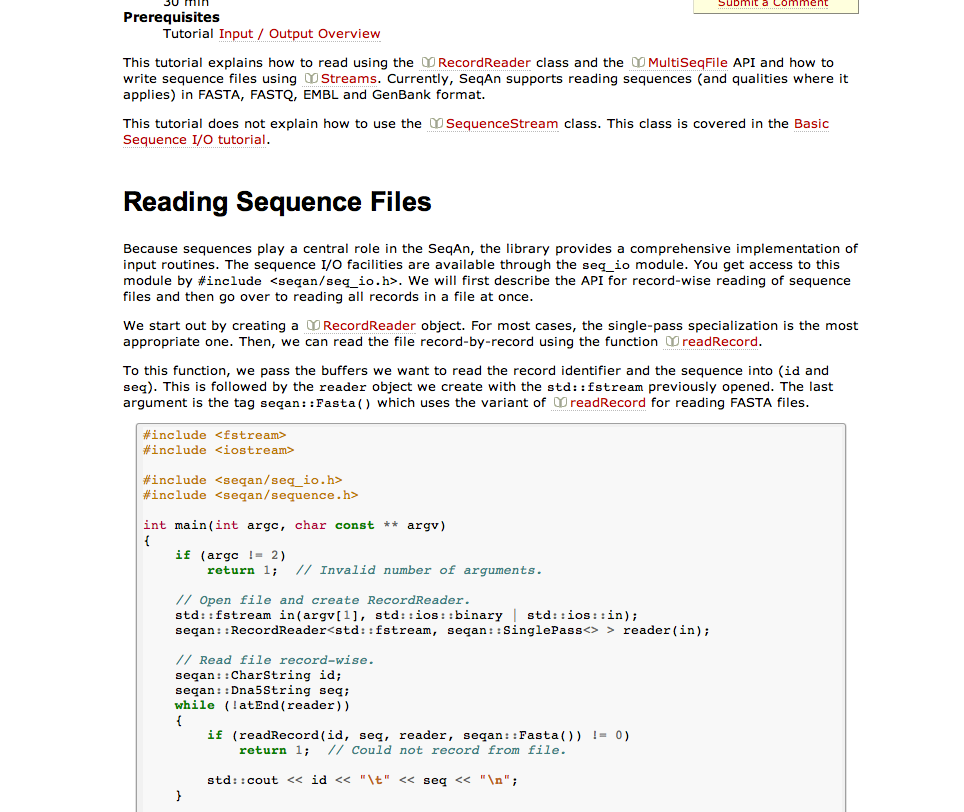 30 min
Submit a Comment
Prerequisites
Tutorial Input / Output Overview
This tutorial explains how to read using the RecordReader class and the MultiSeqFile API and how to
write sequence files using Streams. Currently, SeqAn supports reading sequences (and qualities where it
applies) in FASTA, FASTQ, EMBL and GenBank format.
This tutorial does not explain how to use the SequenceStream class. This class is covered in the Basic
Sequence I/O tutorial.
Reading Sequence Files
Because sequences play a central role in the SeqAn, the library provides a comprehensive implementation of
input routines. The sequence I/O facilities are available through the seq_io module. You get access to this
module by #include <seqan/seq_io.h>. We will first describe the API for record-wise reading of sequence
files and then go over to reading all records in a file at once.
We start out by creating a RecordReader object. For most cases, the single-pass specialization is the most
appropriate one. Then, we can read the file record-by-record using the function readRecord.
To this function, we pass the buffers we want to read the record identifier and the sequence into (id and
seq). This is followed by the reader object we create with the std::fstream previously opened. The last
argument is the tag seqan::Fasta() which uses the variant of readRecord for reading FASTA files.
#include <fstream>
#include <iostream>
#include <seqan/seq_io.h>
#include <seqan/sequence.h>
int main(int argc, char const ** argv)
{
    if (argc != 2)
        return 1;  // Invalid number of arguments.
    // Open file and create RecordReader.
    std::fstream in(argv[1], std::ios::binary | std::ios::in);
    seqan::RecordReader<std::fstream, seqan::SinglePass<> > reader(in);
    // Read file record-wise.
    seqan::CharString id;
    seqan::Dna5String seq;
    while (!atEnd(reader))
    {
        if (readRecord(id, seq, reader, seqan::Fasta()) != 0)
            return 1;  // Could not record from file.
        std::cout << id << "\t" << seq << "\n";
    }